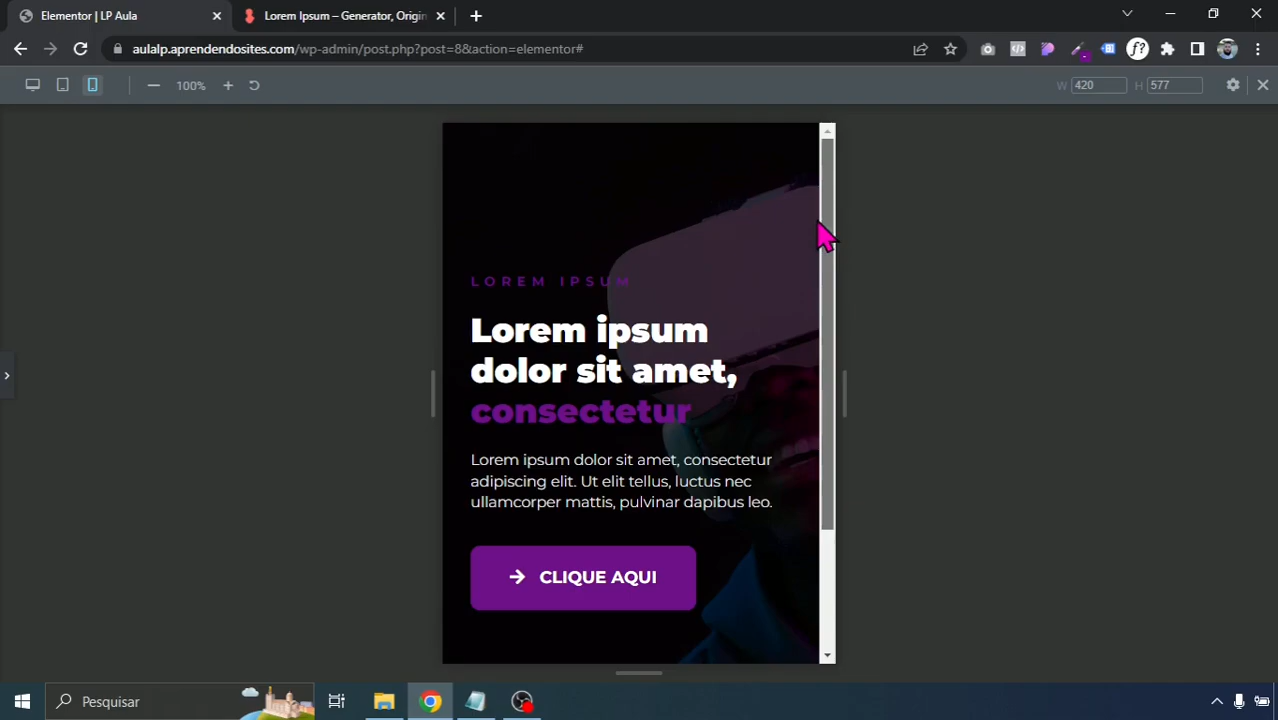 Elementor | LP Aula
Lorem Ipsum – Generator, Origin
aulalp.aprendendosites.com/wp-admin/post.php?post=8&action=elementor#
100%
W 420 H 577
LOREM IPSUM
Lorem ipsum
dolor sit amet,
consectetur
Lorem ipsum dolor sit amet, consectetur
adipiscing elit. Ut elit tellus, luctus nec
ullamcorper mattis, pulvinar dapibus leo.
CLIQUE AQUI
Pesquisar